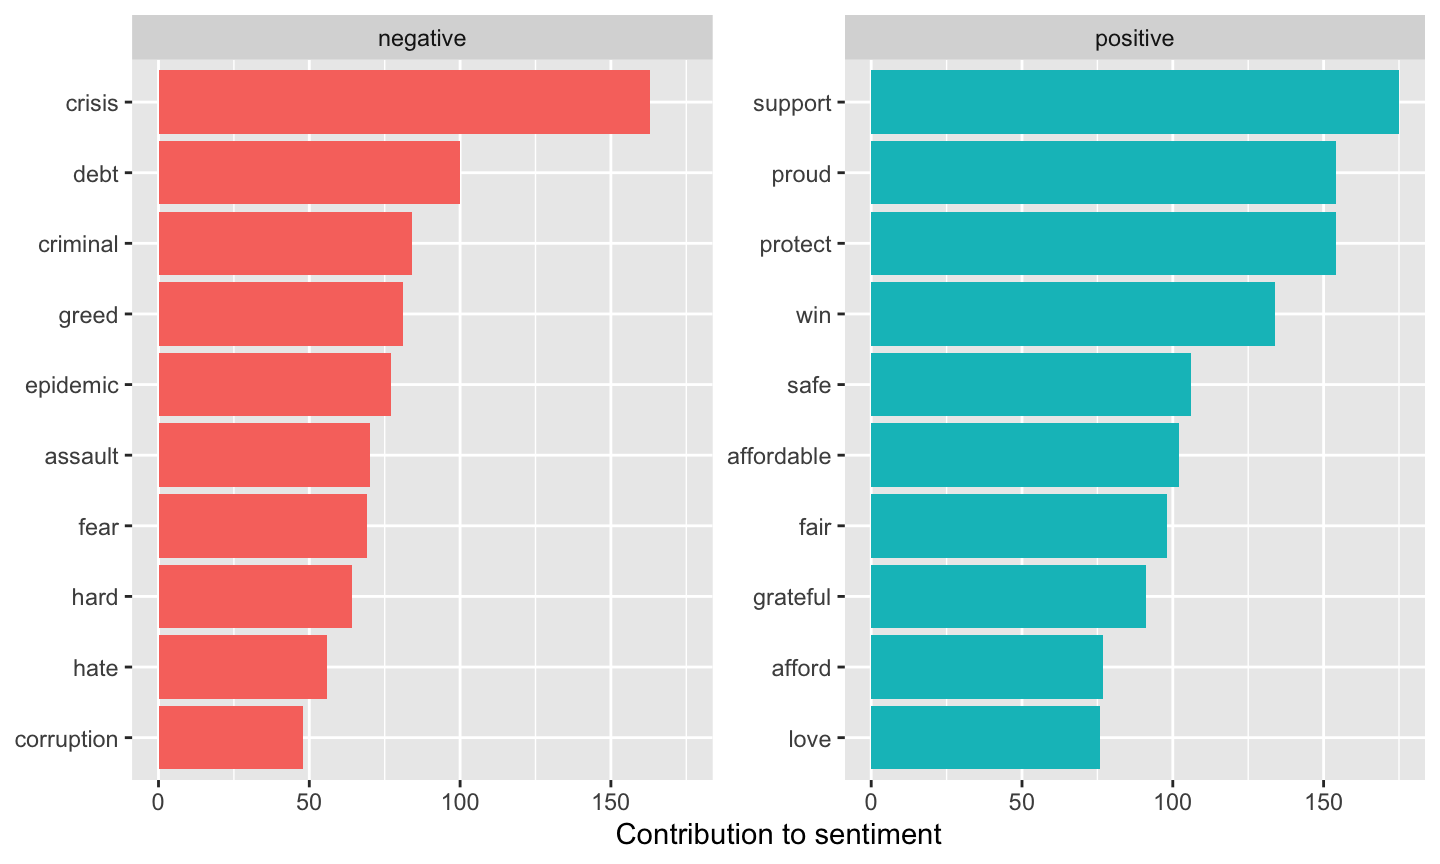 negative
crisis
debt
criminal
greed
epidemic
assault
fear
hard
hate
corruption
0 50 100 150
positive
support
proud
protect
win
safe
affordable
fair
grateful
afford
love
0 50 100 150
Contribution to sentiment